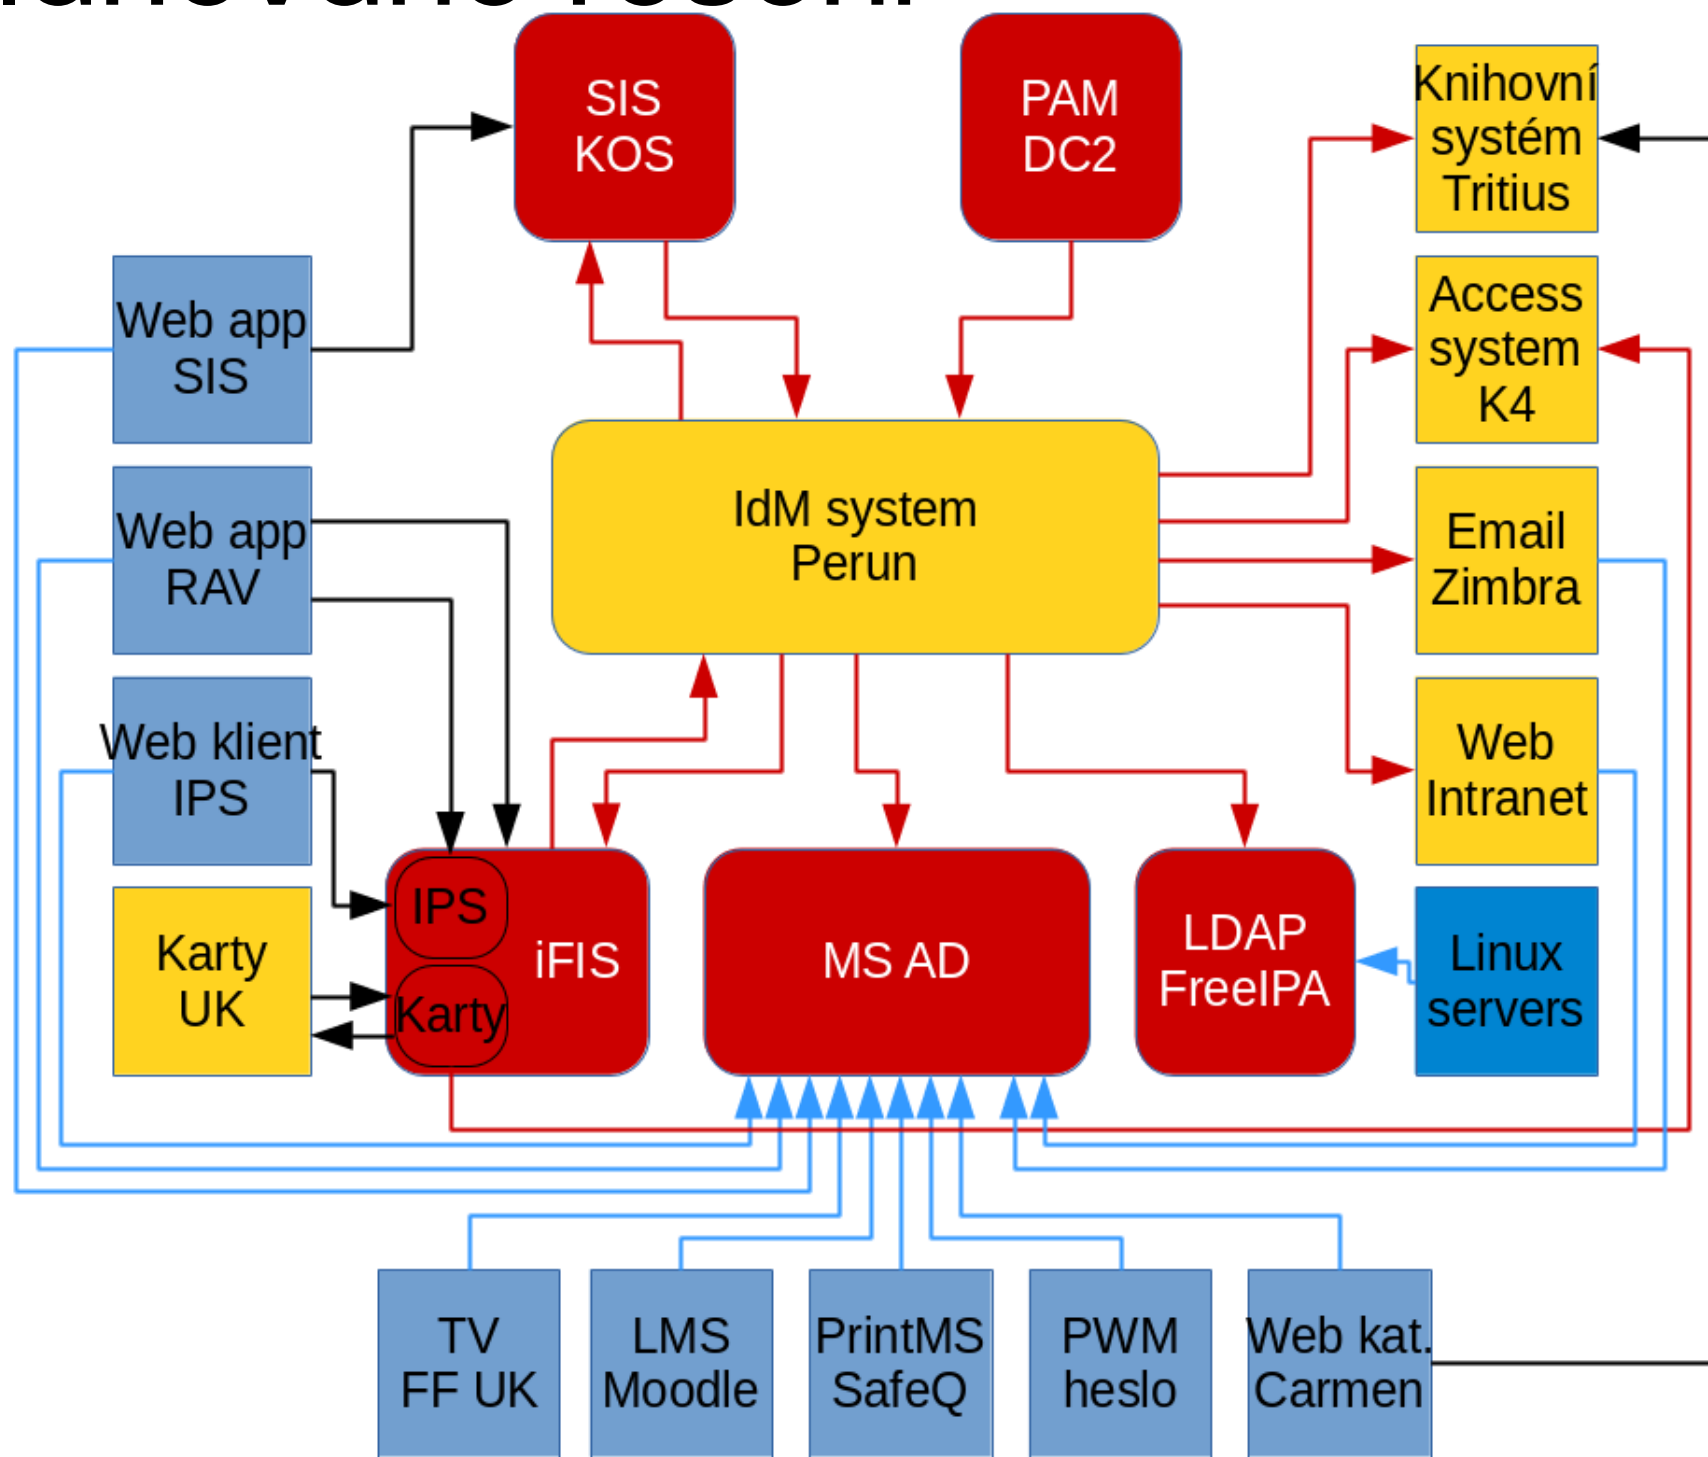 SIS
KOS
PAM
DC2
Knihovní
systém
Tritius
Web app
SIS
Access
system
K4
Web app
RAV
IdM system
Perun
Email
Zimbra
Web klient
IPS
Web
Intranet
Karty
UK
IPS
iFIS
Karty
MS AD
LDAP
FreeIPA
Linux
servers
TV
FF UK
LMS
Moodle
PrintMS
SafeQ
PWM
heslo
Web kat.
Carmen